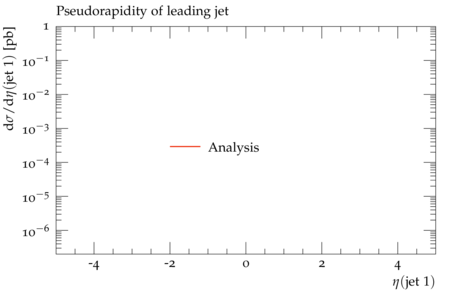 Pseudorapidity of leading jet
dσ/dη(jet 1) [pb]
1
10−1
10−2
10−3
10−4
10−5
10−6
Analysis
-4 -2 0 2 4
η(jet 1)